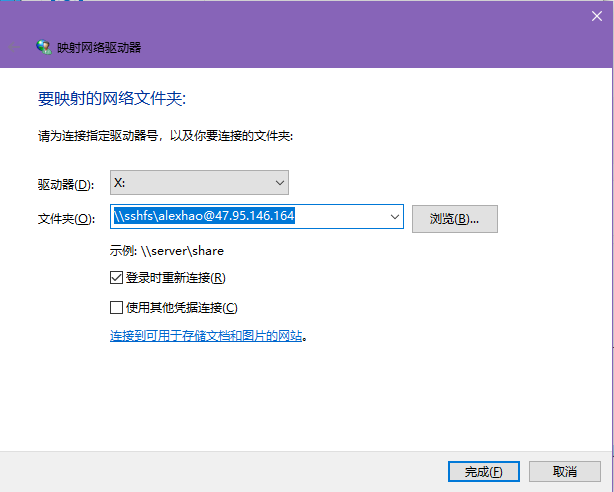 映射网络驱动器
要映射的网络文件夹:
请为连接指定驱动器号，以及你要连接的文件夹:
驱动器(D): X:
文件夹(O): \\sshfs\alexhao@47.95.146.164 浏览(B)...
示例: \\server\share
登录时重新连接(R)
使用其他凭据连接(C)
连接到可用于存储文档和图片的网站。
完成(F) 取消